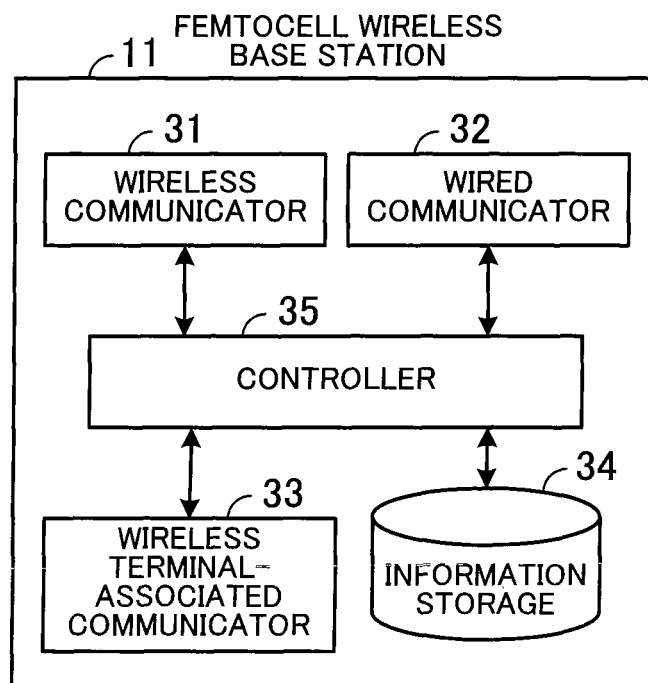 FEMTOCELL WIRELESS
BASE STATION
11
31
WIRELESS
COMMUNICATOR
32
WIRED
COMMUNICATOR
35
CONTROLLER
33
WIRELESS
TERMINAL-
ASSOCIATED
COMMUNICATOR
34
INFORMATION
STORAGE